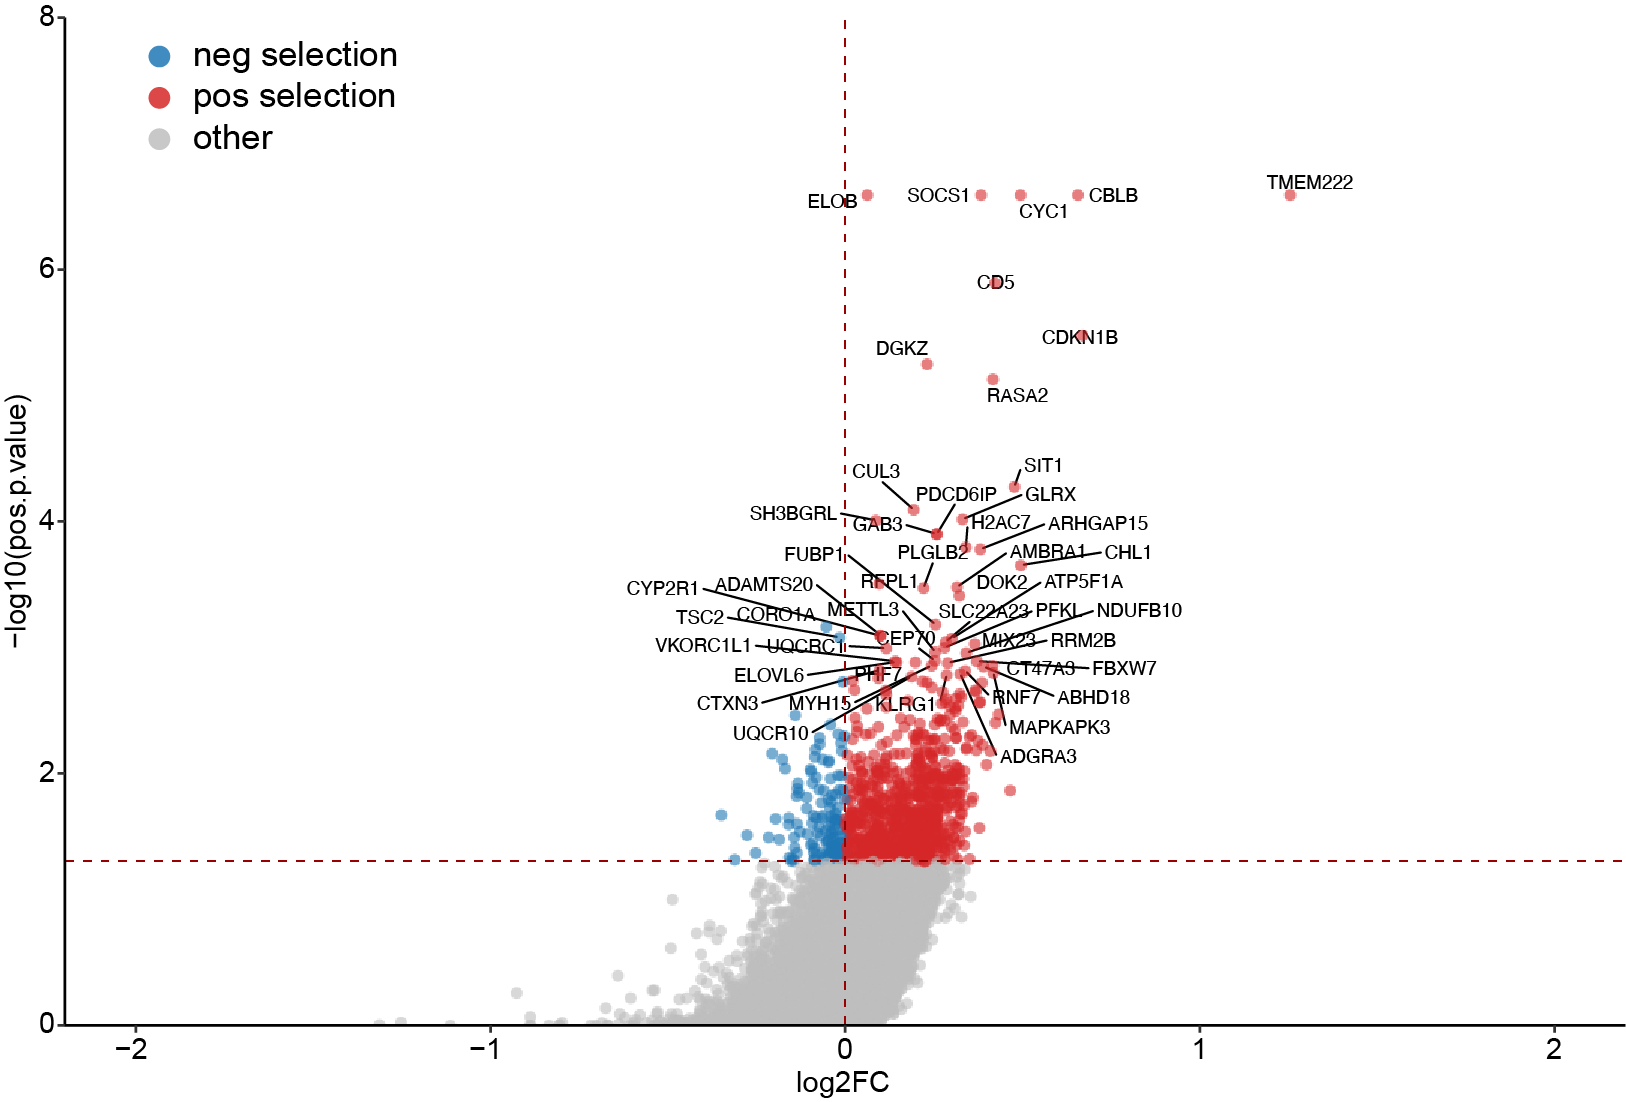 8
neg selection
pos selection
other
TMEM222
ELOB
SOCS1
CYC1
CBLB
6
CD5
CDKN1B
DGKZ
RASA2
−log10(pos.p.value)
SIT1
CUL3
PDCD6IP
GLRX
SH3BGRL
GAB3
H2AC7
ARHGAP15
4
FUBP1
PLGLB2
AMBRA1
CHL1
CYP2R1
ADAMTS20
RFPL1
DOK2
ATP5F1A
TSC2
CORO1A
METTL3
SLC22A23
PFKL
NDUFB10
VKORC1L1
UQCRC1
CEP70
MIX23
RRM2B
ELOVL6
PHF7
CT47A3
FBXW7
CTXN3
MYH15
KLRG1
RNF7
ABHD18
UQCR10
MAPKAPK3
ADGRA3
2
0
−2
−1
0
1
2
log2FC